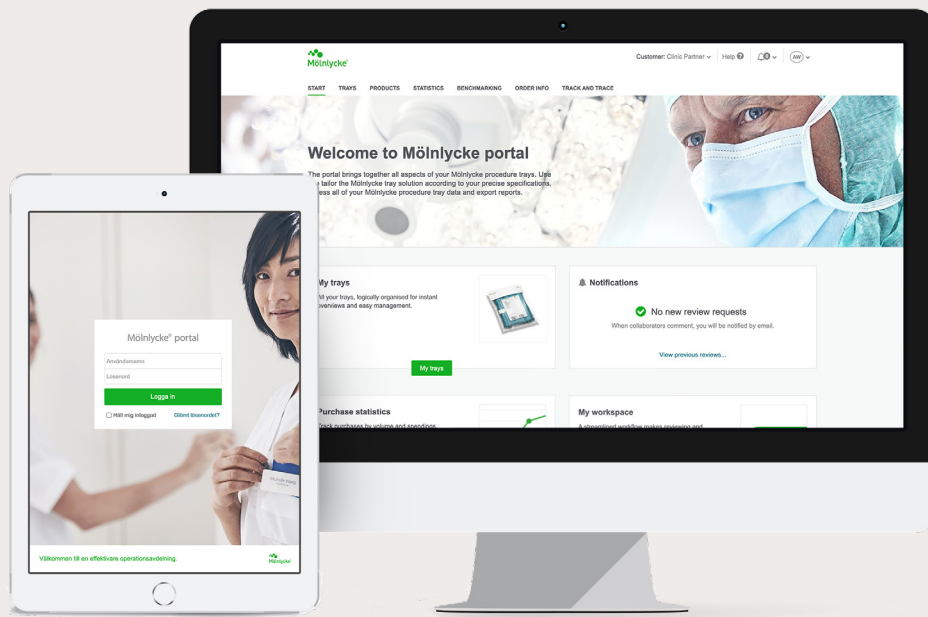 Mölnlycke®
Customer: Clinic Partner
Help
0
AW
START TRAYS PRODUCTS STATISTICS BENCHMARKING ORDER INFO TRACK AND TRACE
Welcome to Mölnlycke portal
The portal brings together all aspects of your Mölnlycke procedure trays. Use
tailor the Mölnlycke tray solution according to your precise specifications,
all of your Mölnlycke procedure tray data and export reports.
My trays
All your trays, logically organised for instant
overviews and easy management.
My trays
Notifications
No new review requests
When collaborators comment, you will be notified by email.
View previous reviews...
Purchase statistics
Track purchases by volume and spendings
My workspace
A streamlined workflow makes reviewing and
Mölnlycke® portal
Användarnamn
Lösenord
Logga in
Håll mig inloggad Glömt lösenordet?
Välkommen till en effektivare operationsavdelning.
Mölnlycke®